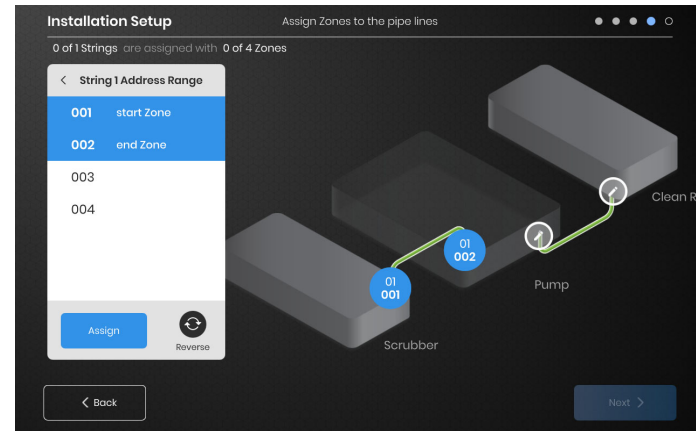 Installation Setup
Assign Zones to the pipe lines
0 of 1 Strings are assigned with 0 of 4 Zones
String 1 Address Range
001 start Zone
002 end Zone
003
004
Assign
Reverse
01
001
01
002
Scrubber
Pump
Clean R
Back
Next